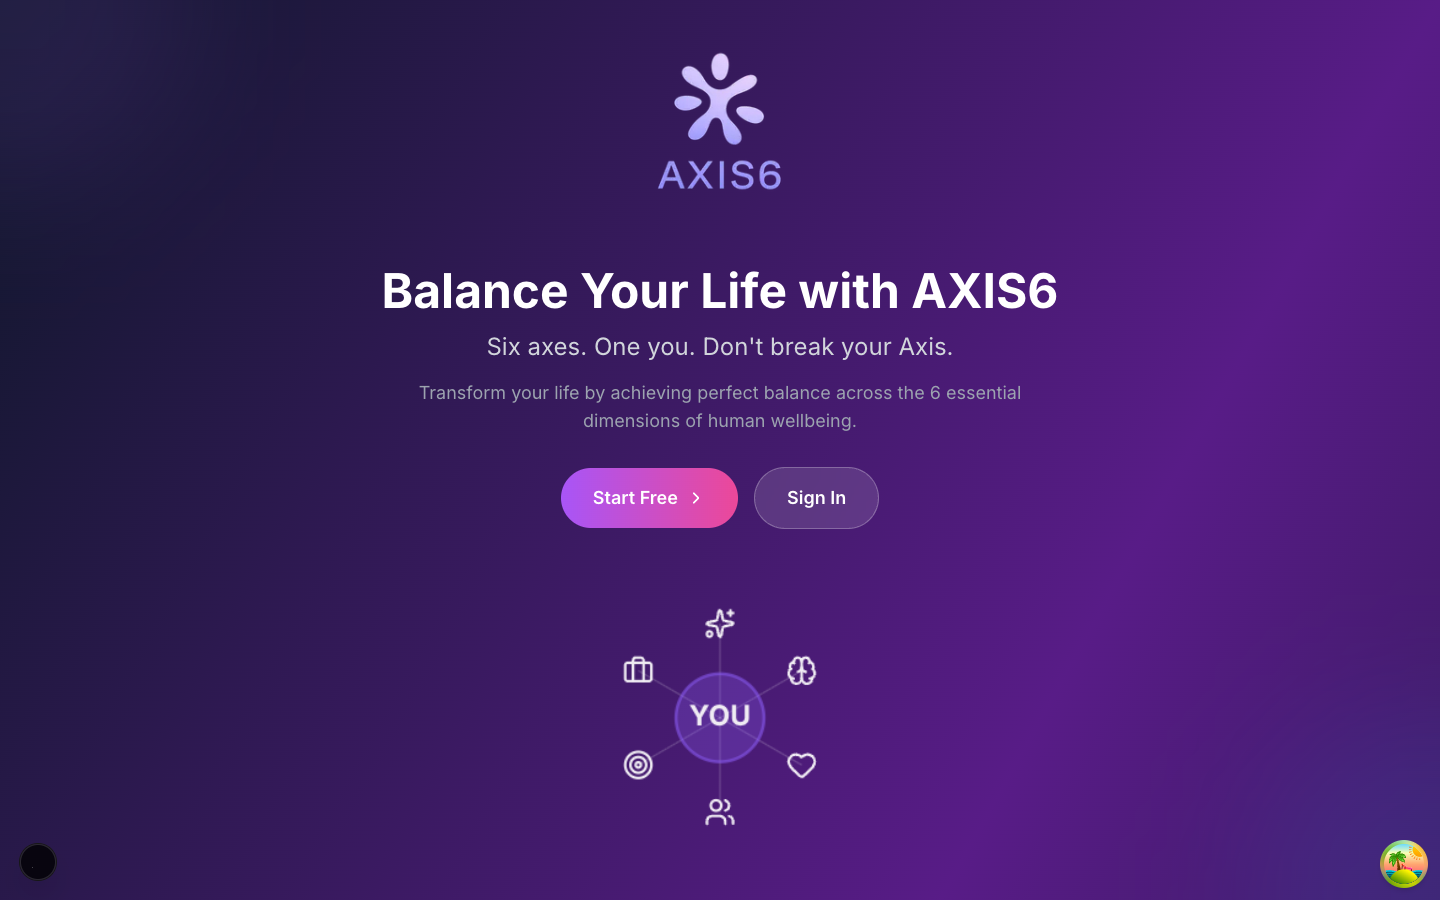 AXIS6
Balance Your Life with AXIS6
Six axes. One you. Don't break your Axis.
Transform your life by achieving perfect balance across the 6 essential
dimensions of human wellbeing.
Start Free
Sign In
YOU